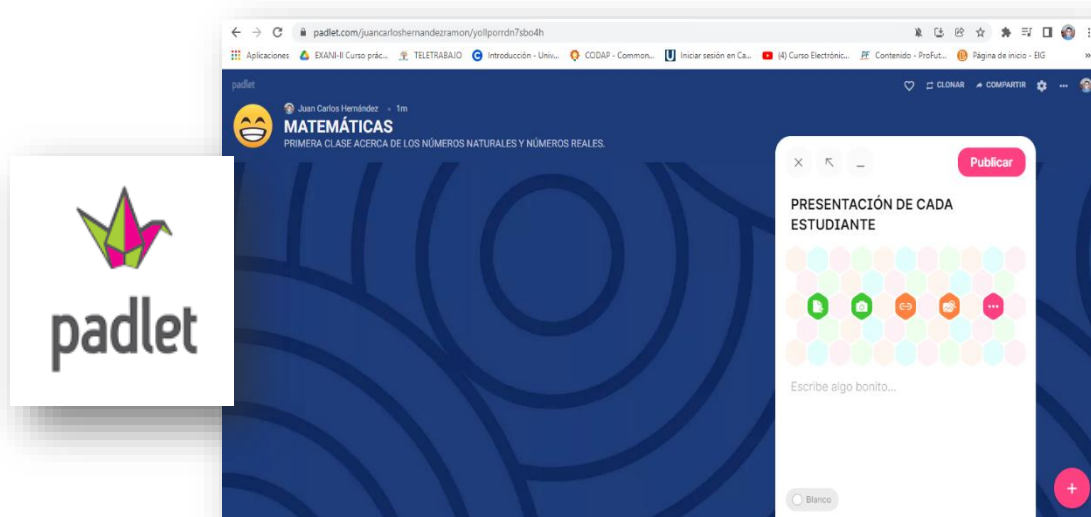 padlet.com/juancarloshernandezramon/yollporrdn7sbo4h
Aplicaciones EXANI-II Curso prác... TELETRABAJO Introducción - Univ... CODAP - Common... Iniciar sesión en Ca... (4) Curso Electrónic... Contenido - ProFut... Página de inicio - EIG
padlet
CLONAR COMPARTIR
Juan Carlos Hernández • 1m
MATEMÁTICAS
PRIMERA CLASE ACERCA DE LOS NÚMEROS NATURALES Y NÚMEROS REALES.
Publicar
PRESENTACIÓN DE CADA
ESTUDIANTE
Escribe algo bonito...
Blanco
padlet